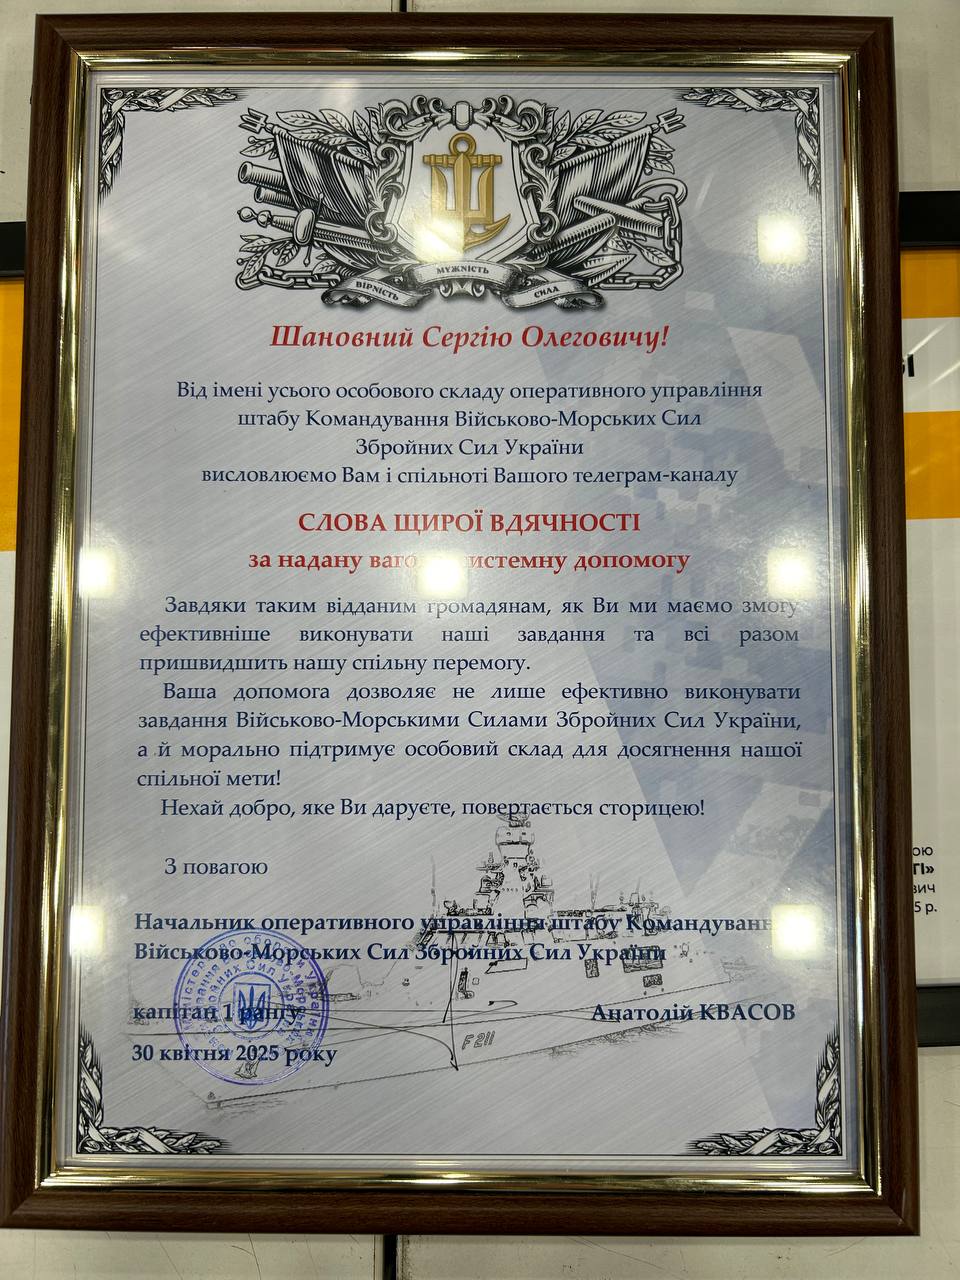 МУЖНІСТЬ
ВІРНІСТЬ
СИЛА
Шановний Сергію Олеговичу!
Від імені усього особового складу оперативного управління
штабу Командування Військово-Морських Сил
Збройних Сил України
висловлюємо Вам і спільноті Вашого телеграм-каналу
СЛОВА ЩИРОЇ ВДЯЧНОСТІ
за надану допомогу
Завдяки таким відданим громадянам, як Ви ми маємо змогу
ефективніше виконувати наші завдання та всі разом
пришвидшить нашу спільну перемогу.
Ваша допомога дозволяє не лише ефективно виконувати
завдання Військово-Морськими Силами Збройних Сил України,
а й морально підтримує особовий склад для досягнення нашої
спільної мети!
Нехай добро, яке Ви даруєте, повертається сторицею!
З повагою
Начальник оперативного управління штабу Командування
Військово-Морських Сил Збройних Сил України
капітан 1 рангу
Анатолій КВАСОВ
30 квітня 2025 року
F 211
5 р.